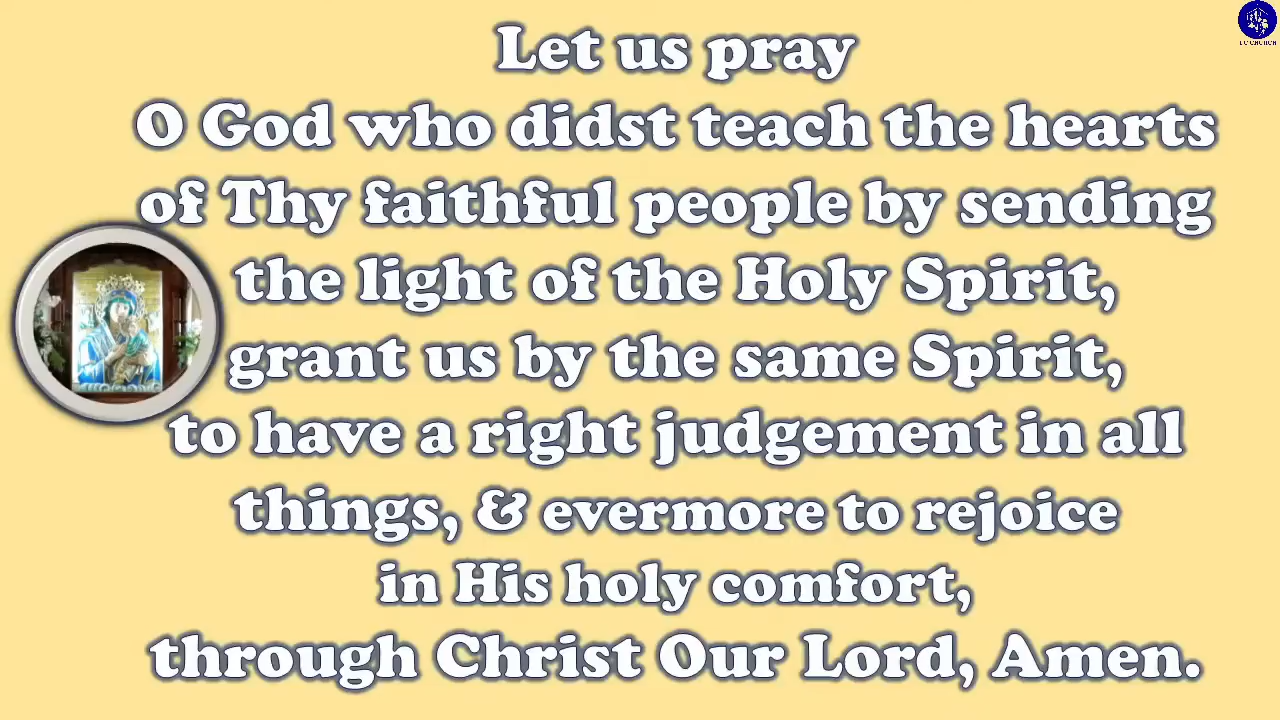 Let us pray
O God who didst teach the hearts
of Thy faithful people by sending
the light of the Holy Spirit,
grant us by the same Spirit,
to have a right judgement in all
things, & evermore to rejoice
in His holy comfort,
through Christ Our Lord, Amen.